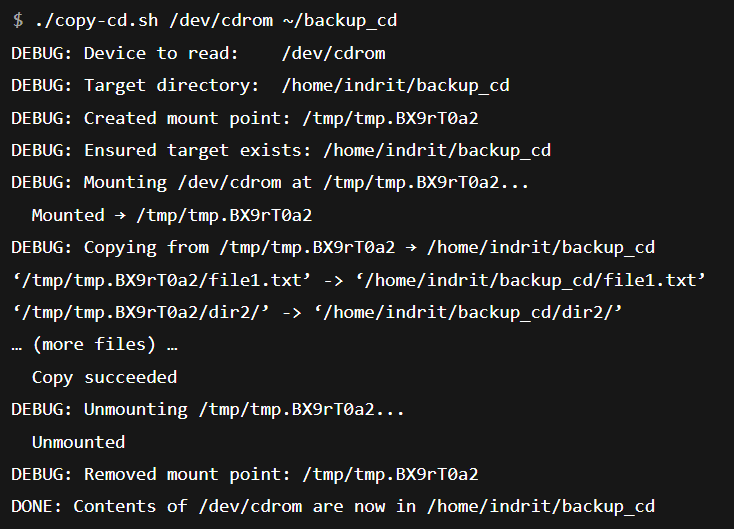 $ ./copy-cd.sh /dev/cdrom ~/backup_cd
DEBUG: Device to read:    /dev/cdrom
DEBUG: Target directory:  /home/indrit/backup_cd
DEBUG: Created mount point: /tmp/tmp.BX9rT0a2
DEBUG: Ensured target exists: /home/indrit/backup_cd
DEBUG: Mounting /dev/cdrom at /tmp/tmp.BX9rT0a2...
  Mounted → /tmp/tmp.BX9rT0a2
DEBUG: Copying from /tmp/tmp.BX9rT0a2 → /home/indrit/backup_cd
‘/tmp/tmp.BX9rT0a2/file1.txt’ -> ‘/home/indrit/backup_cd/file1.txt’
‘/tmp/tmp.BX9rT0a2/dir2/’ -> ‘/home/indrit/backup_cd/dir2/’
… (more files) …
  Copy succeeded
DEBUG: Unmounting /tmp/tmp.BX9rT0a2...
  Unmounted
DEBUG: Removed mount point: /tmp/tmp.BX9rT0a2
DONE: Contents of /dev/cdrom are now in /home/indrit/backup_cd